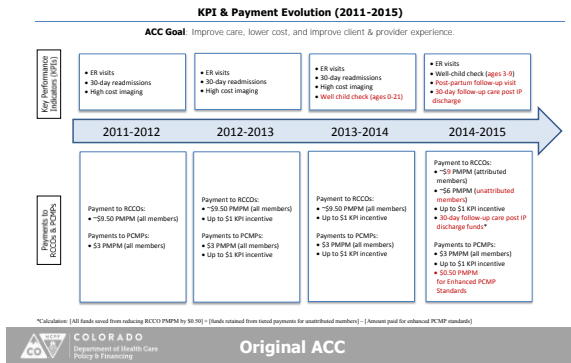 KPI & Payment Evolution (2011-2015)
ACC Goal: Improve care, lower cost, and improve client & provider experience.
Key Performance
Indicators (KPIs)
• ER visits
• 30-day readmissions
• High cost imaging
• ER visits
• 30-day readmissions
• High cost imaging
• ER visits
• 30-day readmissions
• High cost imaging
• Well child check (ages 0-21)
• ER visits
• Well-child check (ages 3-9)
• Post-partum follow-up visit
• 30-day follow-up care post IP
discharge
2011-2012
2012-2013
2013-2014
2014-2015
Payments to
RCCOs & PCMPs
Payment to RCCOs:
• ~$9.50 PMPM (all members)
Payments to PCMPs:
• $3 PMPM (all members)
Payment to RCCOs:
• ~$9.50 PMPM (all members)
• Up to $1 KPI incentive
Payments to PCMPs:
• $3 PMPM (all members)
• Up to $1 KPI incentive
Payment to RCCOs:
• ~$9.50 PMPM (all members)
• Up to $1 KPI incentive
Payments to PCMPs:
• $3 PMPM (all members)
• Up to $1 KPI incentive
Payment to RCCOs:
• ~$9 PMPM (attributed
members)
• ~$6 PMPM (unattributed
members)
• Up to $1 KPI incentive
• 30-day follow-up care post IP
discharge funds*
Payments to PCMPs:
• $3 PMPM (all members)
• Up to $1 KPI incentive
• $0.50 PMPM
for Enhanced PCMP
Standards
*Calculation: [All funds saved from reducing RCCO PMPM by $0.50] + [funds retained from tiered payments for unattributed members] – [Amount paid for enhanced PCMP standards]
CO
HCPF
COLORADO
Department of Health Care
Policy & Financing
Original ACC